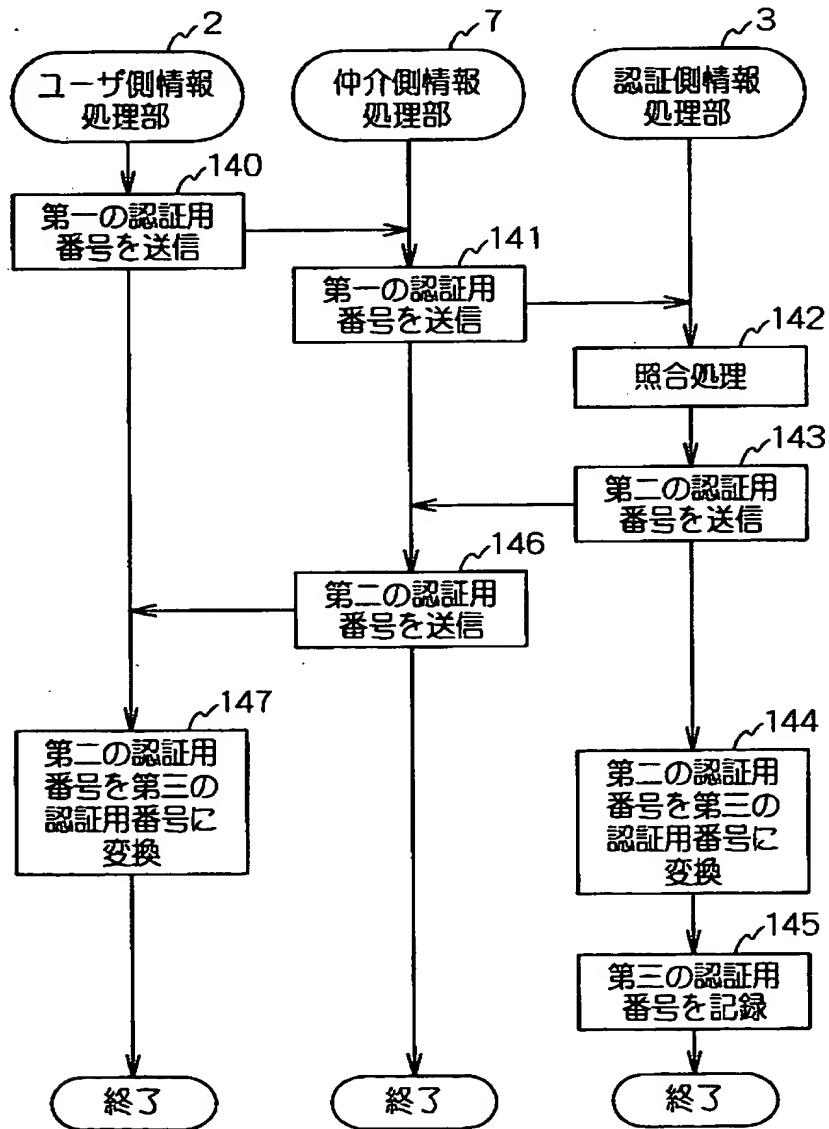 2
7
3
ユーザ側情報
処理部
仲介側情報
処理部
認証側情報
処理部
140
第一の認証用
番号を送信
141
第一の認証用
番号を送信
142
照合処理
143
第二の認証用
番号を送信
146
第二の認証用
番号を送信
147
第二の認証用
番号を第三の
認証用番号に
変換
144
第二の認証用
番号を第三の
認証用番号に
変換
145
第三の認証用
番号を記録
終了
終了
終了